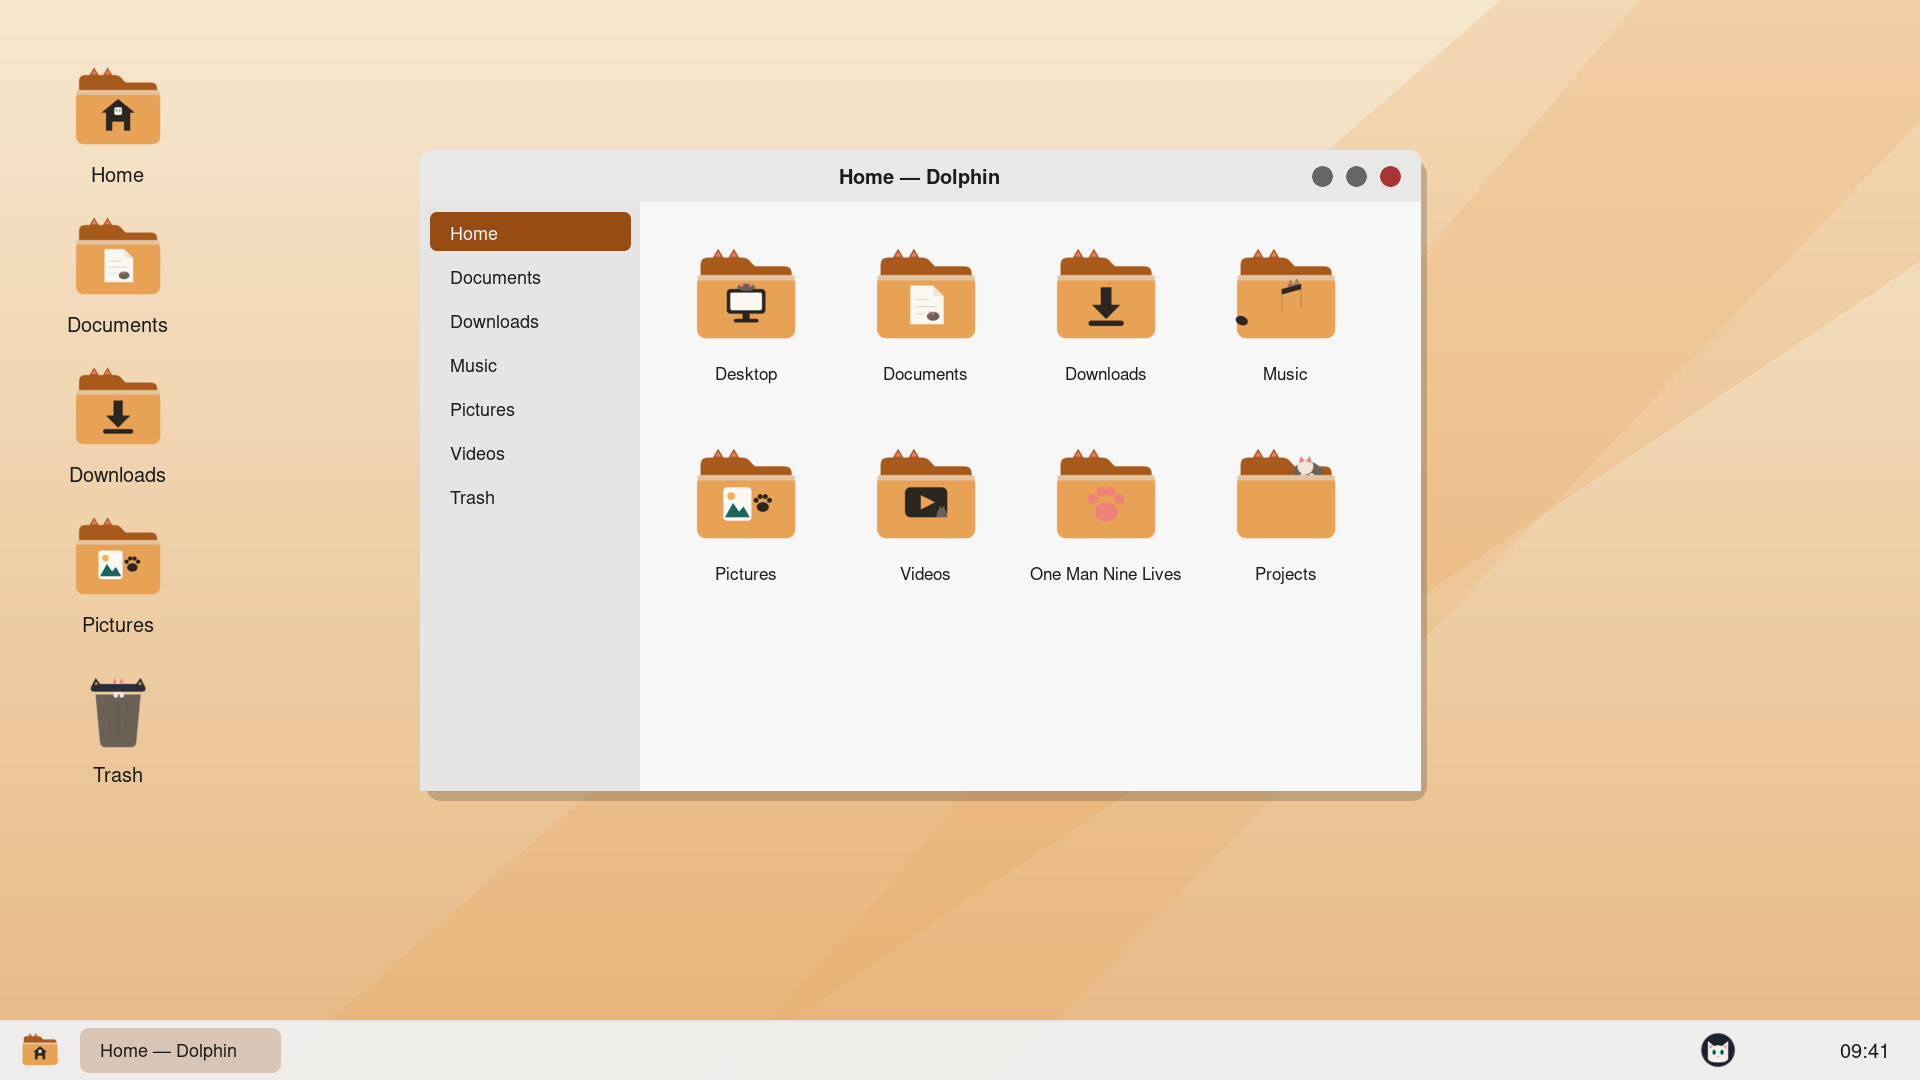 Home
Documents
Downloads
Pictures
Trash
Home — Dolphin
Home
Documents
Downloads
Music
Pictures
Videos
Trash
Desktop
Documents
Downloads
Music
Pictures
Videos
One Man Nine Lives
Projects
Home — Dolphin
09:41